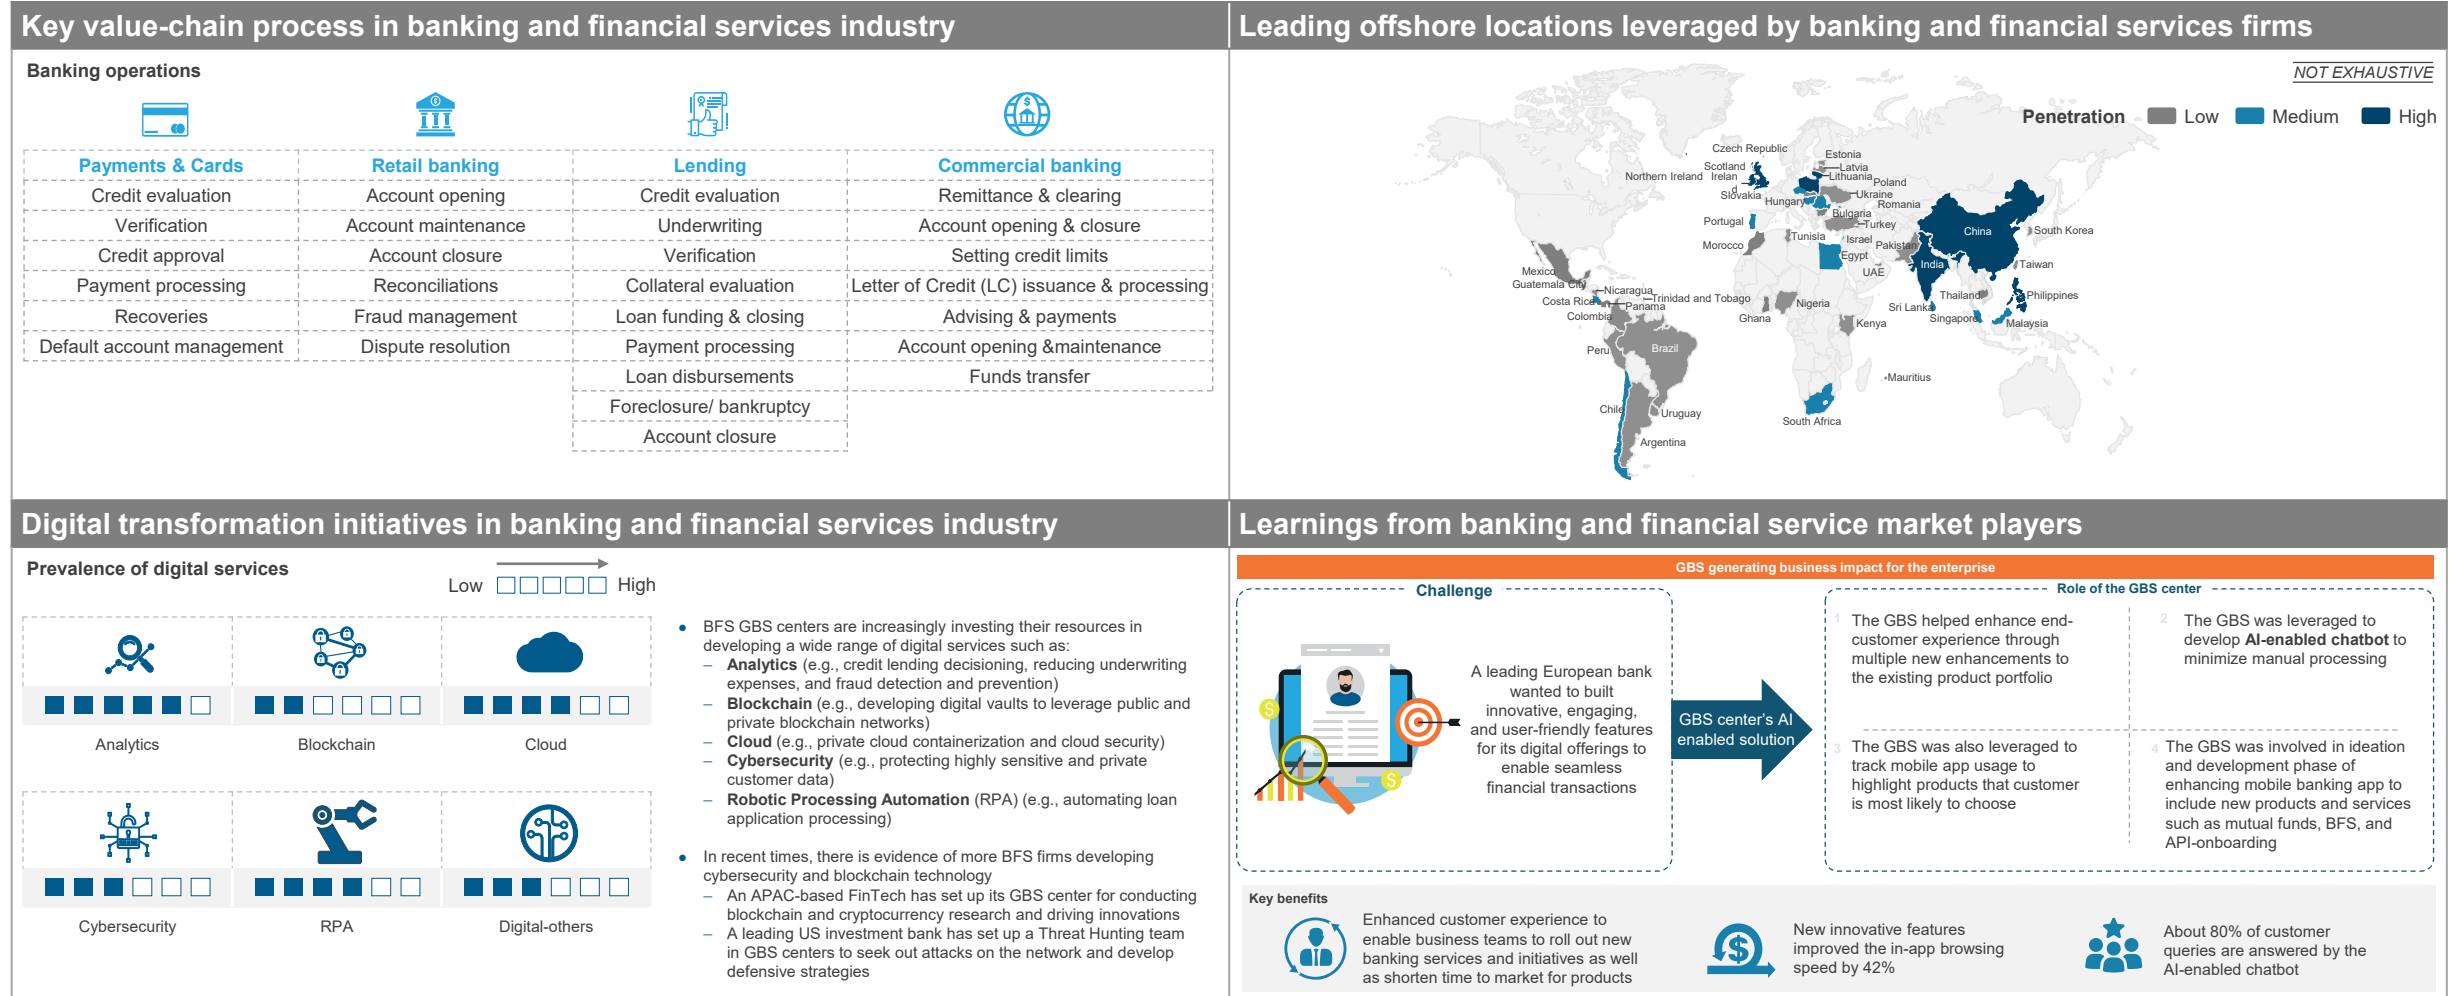 Key value-chain process in banking and financial services industry
Banking operations
Payments & Cards
Credit evaluation
Verification
Credit approval
Payment processing
Recoveries
Default account management
Retail banking
Account opening
Account maintenance
Account closure
Reconciliations
Fraud management
Dispute resolution
Lending
Credit evaluation
Underwriting
Verification
Collateral evaluation
Loan funding & closing
Payment processing
Loan disbursements
Foreclosure/ bankruptcy
Account closure
Commercial banking
Remittance & clearing
Account opening & closure
Setting credit limits
Letter of Credit (LC) issuance & processing
Advising & payments
Account opening &maintenance
Funds transfer
Leading offshore locations leveraged by banking and financial services firms
NOT EXHAUSTIVE
Penetration
Low
Medium
High
Czech Republic
Estonia
Scotland
Latvia
Northern Ireland
Irelan
d
Lithuania
Poland
Slovakia
Ukraine
Hungary
Romania
Bulgaria
Portugal
Turkey
China
South Korea
Tunisia
Morocco
Israel
Pakistan
Egypt
India
Taiwan
UAE
Mexico
Guatemala City
Nicaragua
Costa Rica
Trinidad and Tobago
Panama
Colombia
Ghana
Nigeria
Kenya
Sri Lanka
Thailand
Philippines
Singapore
Malaysia
Peru
Brazil
Mauritius
Chile
Uruguay
South Africa
Argentina
Digital transformation initiatives in banking and financial services industry
Prevalence of digital services
Low
High
Analytics
Blockchain
Cloud
Cybersecurity
RPA
Digital-others
• BFS GBS centers are increasingly investing their resources in
developing a wide range of digital services such as:
– Analytics (e.g., credit lending decisioning, reducing underwriting
expenses, and fraud detection and prevention)
– Blockchain (e.g., developing digital vaults to leverage public and
private blockchain networks)
– Cloud (e.g., private cloud containerization and cloud security)
– Cybersecurity (e.g., protecting highly sensitive and private
customer data)
– Robotic Processing Automation (RPA) (e.g., automating loan
application processing)
• In recent times, there is evidence of more BFS firms developing
cybersecurity and blockchain technology
– An APAC-based FinTech has set up its GBS center for conducting
blockchain and cryptocurrency research and driving innovations
– A leading US investment bank has set up a Threat Hunting team
in GBS centers to seek out attacks on the network and develop
defensive strategies
Learnings from banking and financial service market players
GBS generating business impact for the enterprise
Challenge
A leading European bank
wanted to built
innovative, engaging,
and user-friendly features
for its digital offerings to
enable seamless
financial transactions
GBS center's AI
enabled solution
Role of the GBS center
1
The GBS helped enhance end-
customer experience through
multiple new enhancements to
the existing product portfolio
2
The GBS was leveraged to
develop AI-enabled chatbot to
minimize manual processing
3
The GBS was also leveraged to
track mobile app usage to
highlight products that customer
is most likely to choose
4
The GBS was involved in ideation
and development phase of
enhancing mobile banking app to
include new products and services
such as mutual funds, BFS, and
API-onboarding
Key benefits
Enhanced customer experience to
enable business teams to roll out new
banking services and initiatives as well
as shorten time to market for products
New innovative features
improved the in-app browsing
speed by 42%
About 80% of customer
queries are answered by the
AI-enabled chatbot